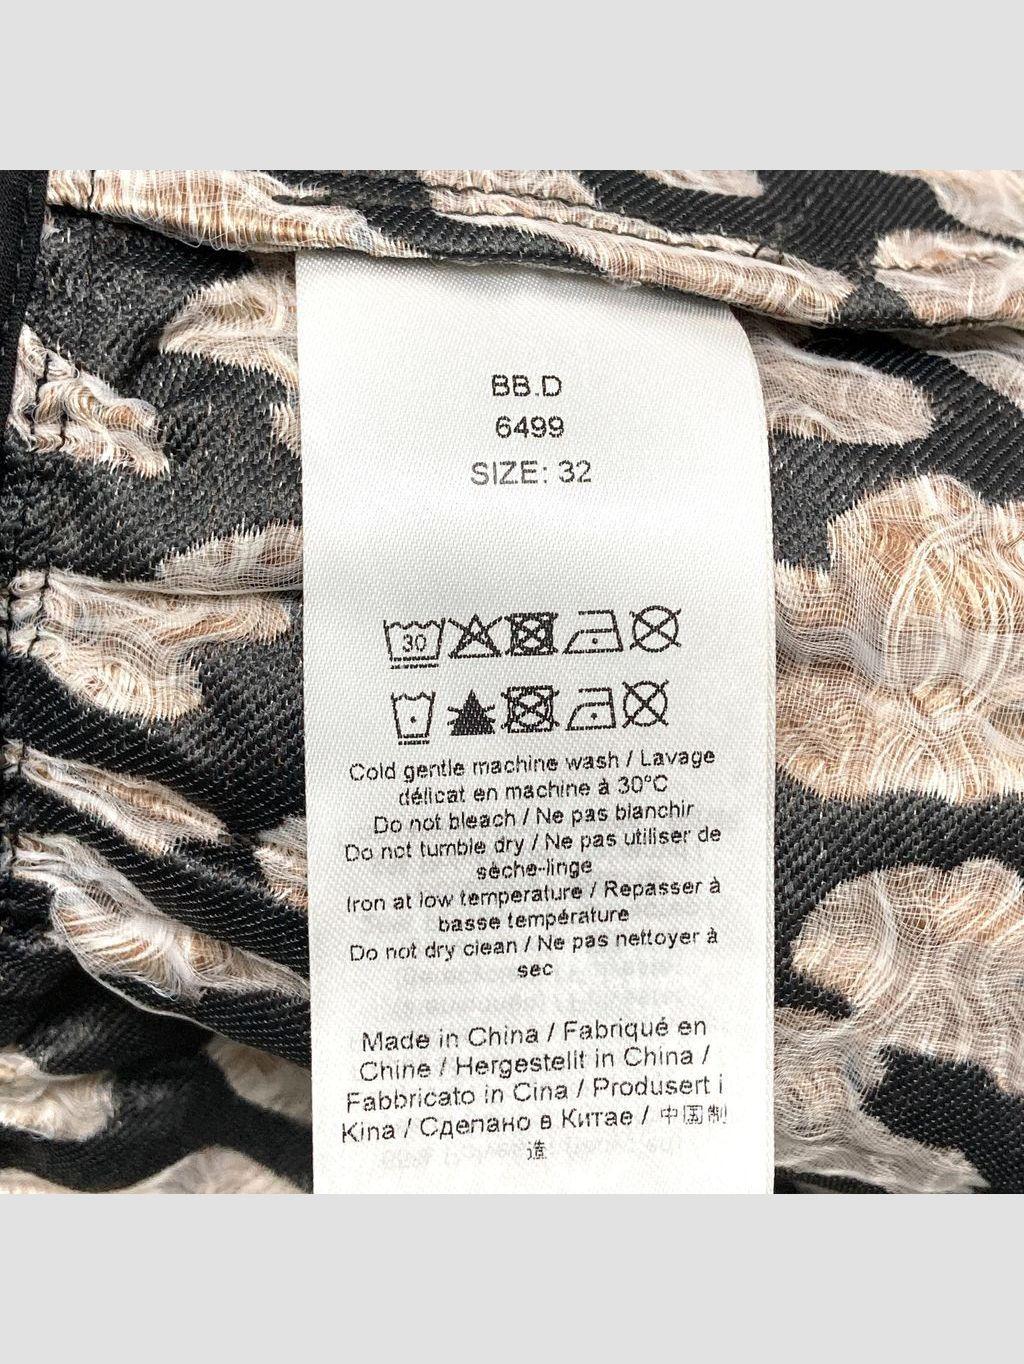 BB.D
6499
SIZE: 32
30
Cold gentle machine wash / Lavage
délicat en machine à 30°C
Do not bleach / Ne pas blanchir
Do not tumble dry / Ne pas utiliser de
sèche-linge
Iron at low temperature / Repasser à
basse température
Do not dry clean / Ne pas nettoyer à
sec
Made in China / Fabriqué en
Chine / Hergestellt in China /
Fabbricato in Cina / Produsert i
Kina / Сделано в Китае / 中国制
造